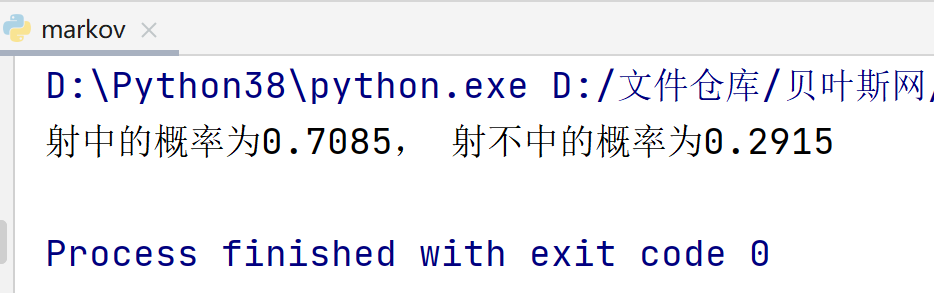 markov
D:\Python38\python.exe D:/文件仓库/贝叶斯网/
射中的概率为0.7085, 射不中的概率为0.2915
Process finished with exit code 0